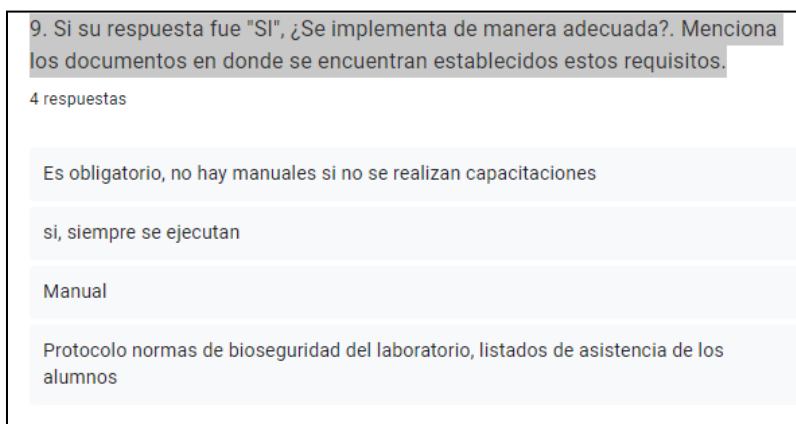 9. Si su respuesta fue "SI", ¿Se implementa de manera adecuada?. Menciona
los documentos en donde se encuentran establecidos estos requisitos.
4 respuestas
Es obligatorio, no hay manuales si no se realizan capacitaciones
si, siempre se ejecutan
Manual
Protocolo normas de bioseguridad del laboratorio, listados de asistencia de los
alumnos